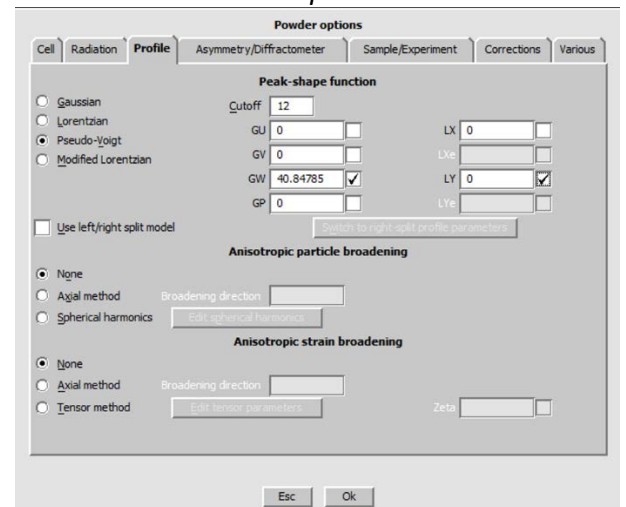 Powder options
Cell Radiation Profile Asymmetry/Diffractometer Sample/Experiment Corrections Various
Peak-shape function
Gaussian Cutoff 12
Lorentzian GU 0 LX 0
Pseudo-Voigt GV 0 LXe
Modified Lorentzian GW 40.84785 LY 0
GP 0 LYe
Use left/right split model Switch to right-split profile parameters
Anisotropic particle broadening
None
Axial method Broadening direction
Spherical harmonics Edit spherical harmonics
Anisotropic strain broadening
None
Axial method Broadening direction
Tensor method Edit tensor parameters Zeta
Esc Ok